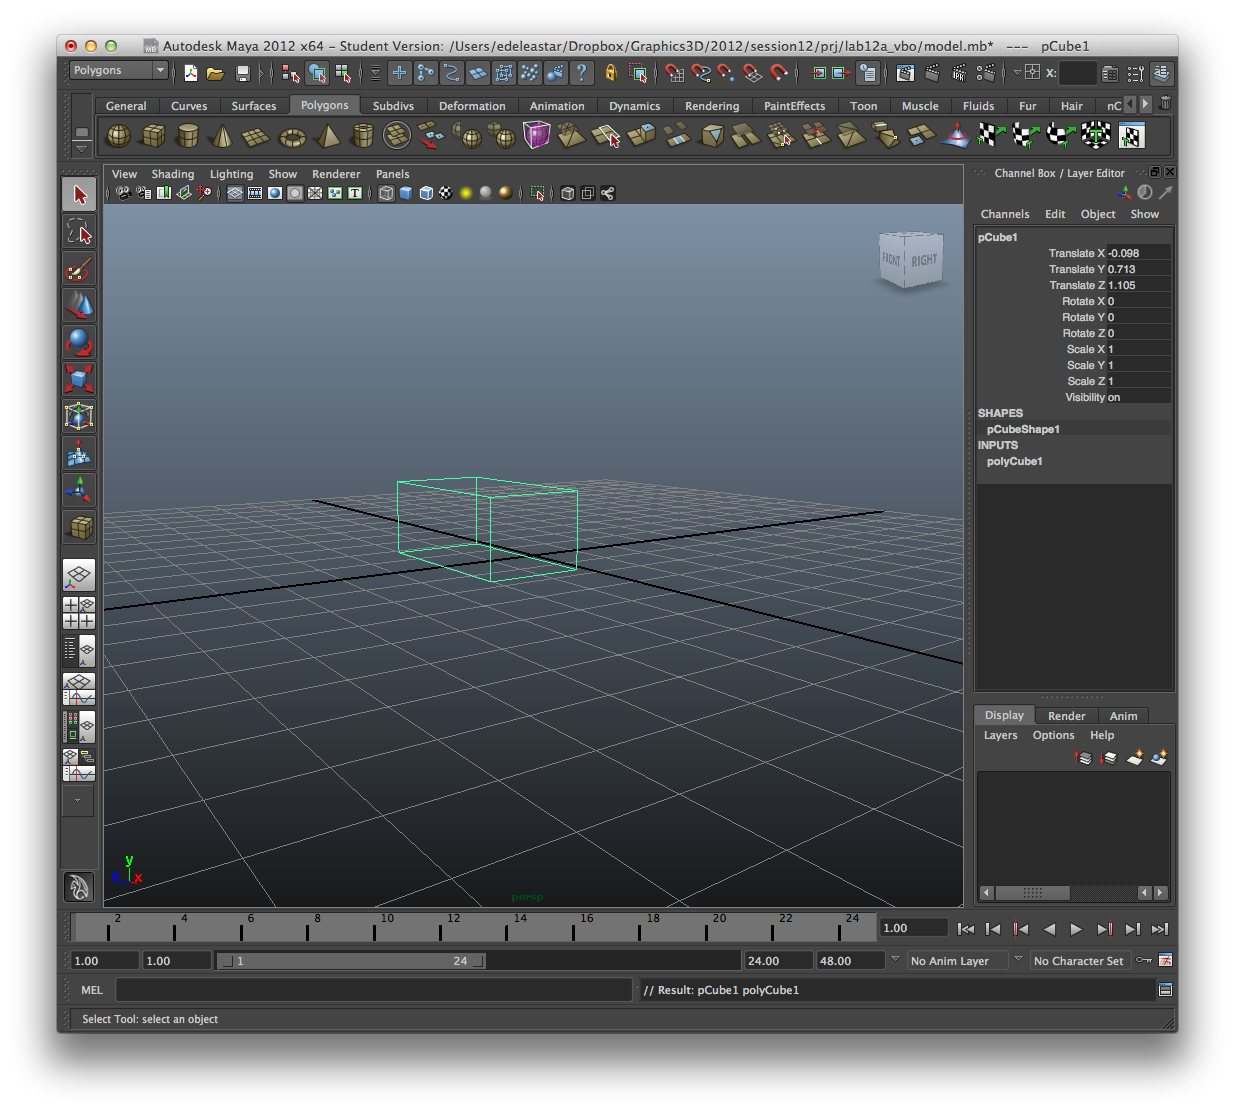 Autodesk Maya 2012 x64 - Student Version: /Users/edeleastar/Dropbox/Graphics3D/2012/session12/prj/lab12a_vbo/model.mb* --- pCube1
Polygons
X:
General Curves Surfaces Polygons Subdivs Deformation Animation Dynamics Rendering PaintEffects Toon Muscle Fluids Fur Hair nC
View Shading Lighting Show Renderer Panels
Channel Box / Layer Editor
Channels Edit Object Show
pCube1
Translate X -0.098
Translate Y 0.713
Translate Z 1.105
Rotate X 0
Rotate Y 0
Rotate Z 0
Scale X 1
Scale Y 1
Scale Z 1
Visibility on
SHAPES
pCubeShape1
INPUTS
polyCube1
FRONT RIGHT
Display Render Anim
Layers Options Help
y
z x
persp
2 4 6 8 10 12 14 16 18 20 22 24
1.00
1.00 1.00 1 24 24.00 48.00 No Anim Layer No Character Set
MEL // Result: pCube1 polyCube1
Select Tool: select an object